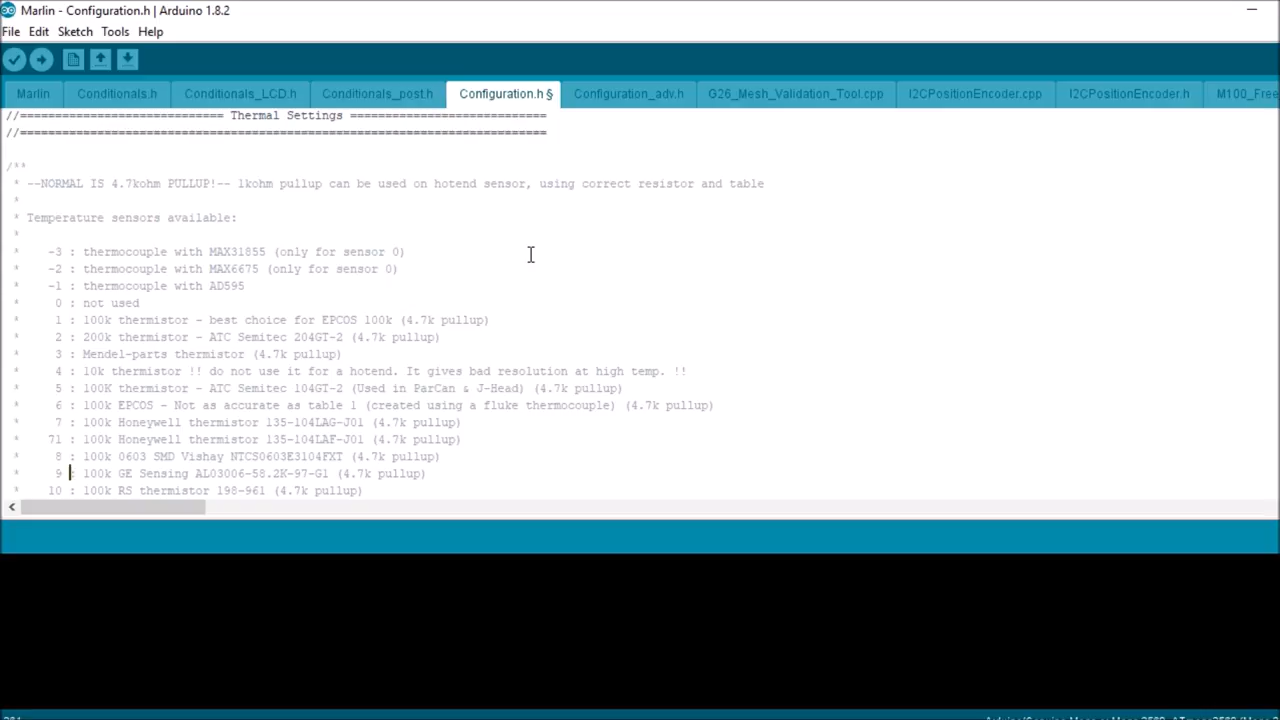 Marlin - Configuration.h | Arduino 1.8.2
File Edit Sketch Tools Help
Marlin Conditionals.h Conditionals_LCD.h Conditionals_post.h Configuration.h § Configuration_adv.h G26_Mesh_Validation_Tool.cpp I2CPositionEncoder.cpp I2CPositionEncoder.h M100_Free
//============================= Thermal Settings ============================
//===========================================================================
/**
* --NORMAL IS 4.7kohm PULLUP!-- 1kohm pullup can be used on hotend sensor, using correct resistor and table
*
* Temperature sensors available:
*
* -3 : thermocouple with MAX31855 (only for sensor 0)
* -2 : thermocouple with MAX6675 (only for sensor 0)
* -1 : thermocouple with AD595
* 0 : not used
* 1 : 100k thermistor - best choice for EPCOS 100k (4.7k pullup)
* 2 : 200k thermistor - ATC Semitec 204GT-2 (4.7k pullup)
* 3 : Mendel-parts thermistor (4.7k pullup)
* 4 : 10k thermistor !! do not use it for a hotend. It gives bad resolution at high temp. !!
* 5 : 100K thermistor - ATC Semitec 104GT-2 (Used in ParCan & J-Head) (4.7k pullup)
* 6 : 100k EPCOS - Not as accurate as table 1 (created using a fluke thermocouple) (4.7k pullup)
* 7 : 100k Honeywell thermistor 135-104LAG-J01 (4.7k pullup)
* 71 : 100k Honeywell thermistor 135-104LAF-J01 (4.7k pullup)
* 8 : 100k 0603 SMD Vishay NTCS0603E3104FXT (4.7k pullup)
* 9 : 100k GE Sensing AL03006-58.2K-97-G1 (4.7k pullup)
* 10 : 100k RS thermistor 198-961 (4.7k pullup)